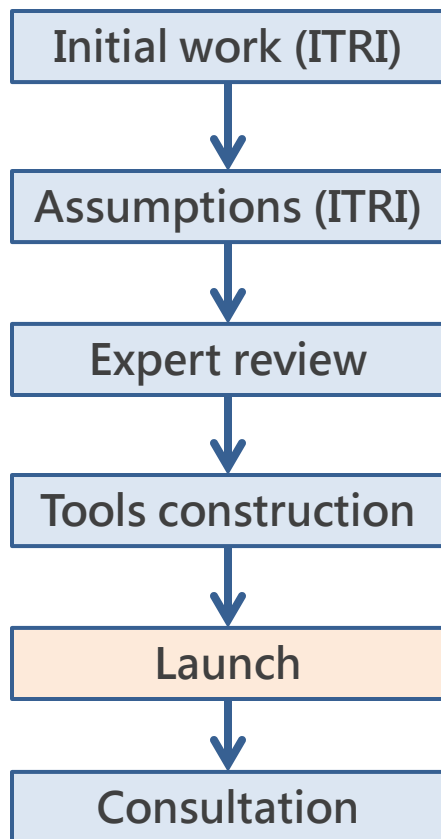 Initial work (ITRI)
Assumptions (ITRI)
Expert review
Tools construction
Launch
Consultation